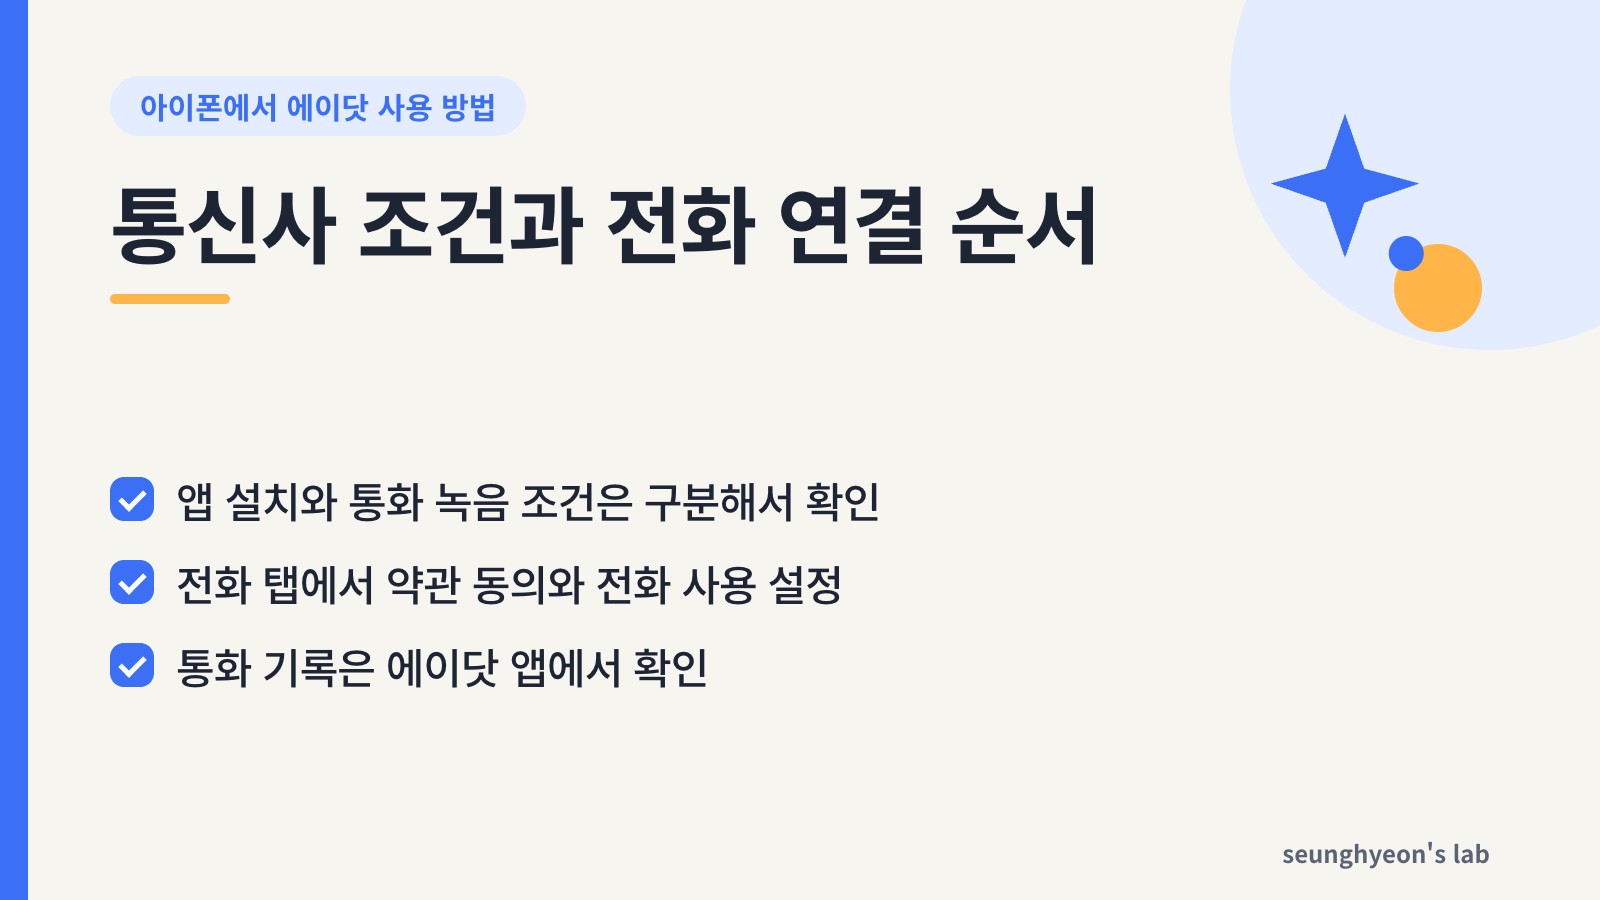 아이폰에서 에이닷 사용 방법
통신사 조건과 전화 연결 순서
앱 설치와 통화 녹음 조건은 구분해서 확인
전화 탭에서 약관 동의와 전화 사용 설정
통화 기록은 에이닷 앱에서 확인
seunghyeon's lab